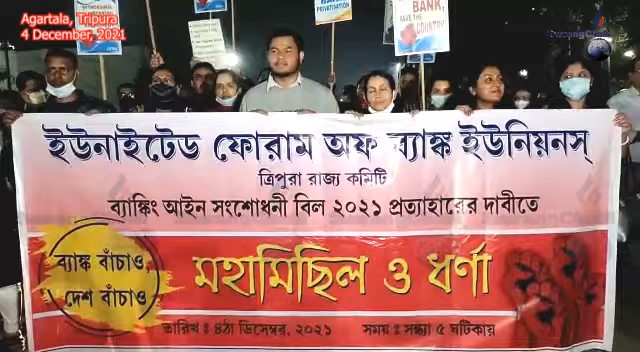 Agartala, Tripura
4 December, 2021
BANK,
SAVE THE
COUNTRY
PRIVATISATION
ইউনাইটেড ফোরাম অফ ব্যাঙ্ক ইউনিয়নস্
ত্রিপুরা রাজ্য কমিটি
ব্যাঙ্কিং আইন সংশোধনী বিল ২০২১ প্রত্যাহারের দাবীতে
ব্যাঙ্ক বাঁচাও,
দেশ বাঁচাও
মহামিছিল ও ধর্ণা
তারিখ : ৪ঠা ডিসেম্বর, ২০২১ সময় : সন্ধ্যা ৫ ঘটিকায়